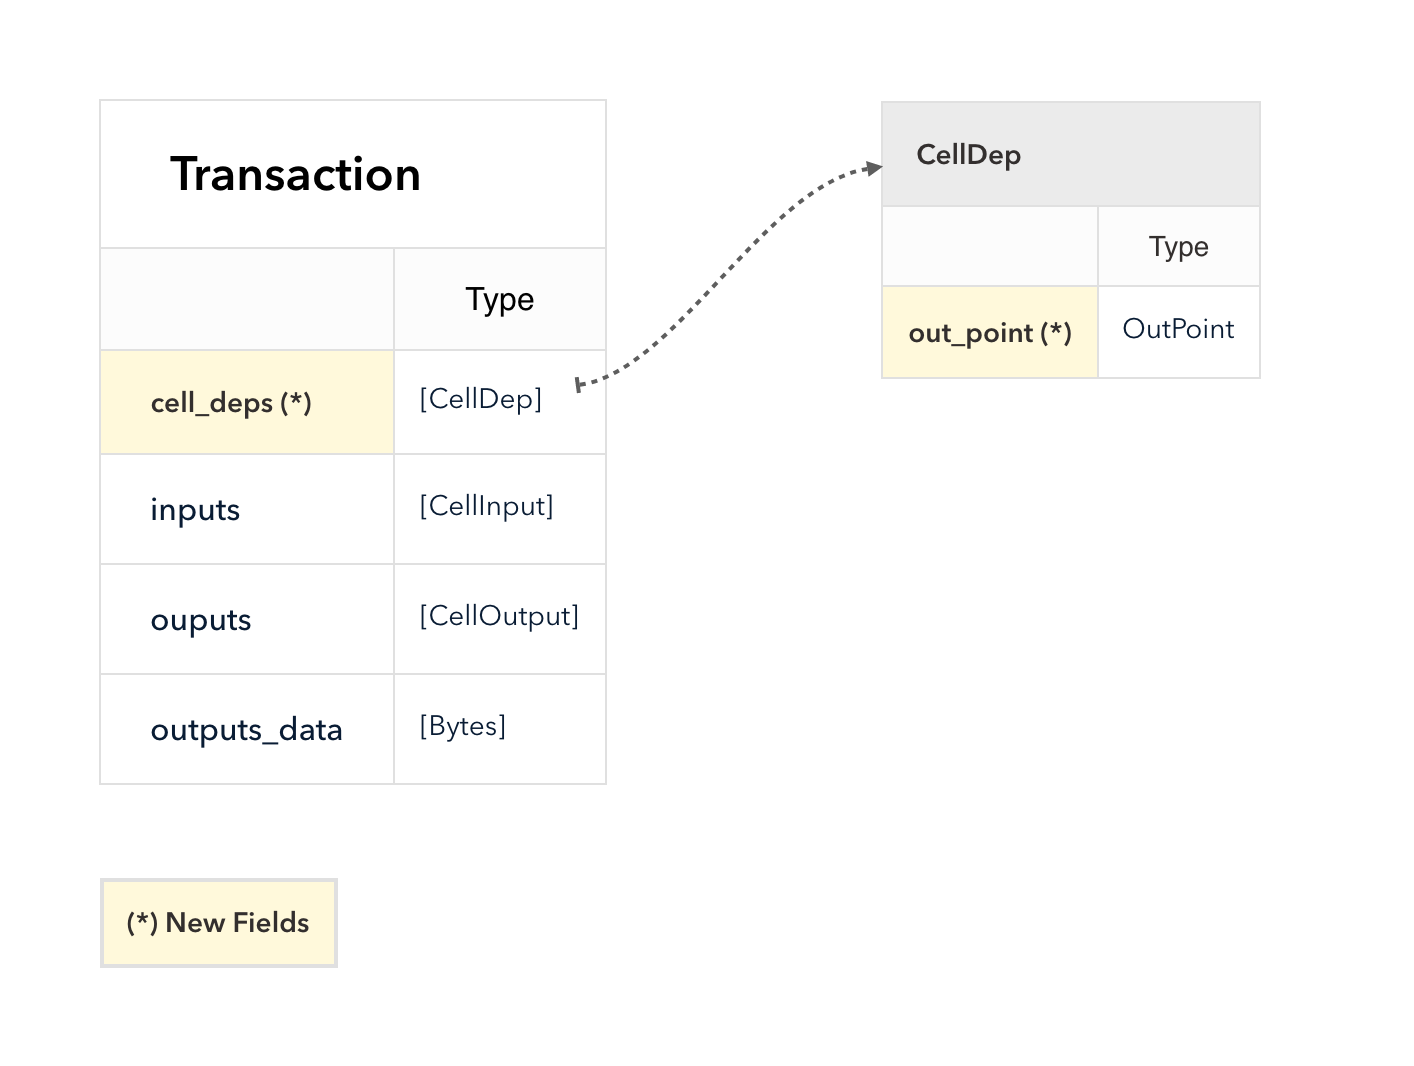 Transaction
Type
cell_deps (*)
[CellDep]
inputs
[CellInput]
ouputs
[CellOutput]
outputs_data
[Bytes]
CellDep
Type
out_point (*)
OutPoint
(*) New Fields